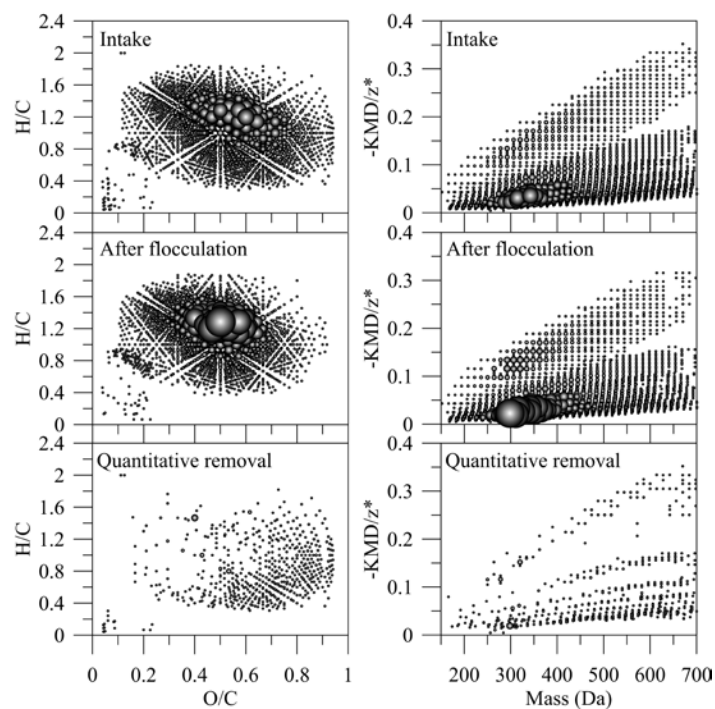 2.4
Intake
2
1.6
1.2
0.8
0.4
0
H/C
0.4
Intake
0.3
0.2
0.1
0
-KMD/z*
2.4
After flocculation
2
1.6
1.2
0.8
0.4
0
H/C
0.4
After flocculation
0.3
0.2
0.1
0
-KMD/z*
2.4
Quantitative removal
2
1.6
1.2
0.8
0.4
0
H/C
0 0.2 0.4 0.6 0.8 1
O/C
0.4
Quantitative removal
0.3
0.2
0.1
0
-KMD/z*
200 300 400 500 600 700
Mass (Da)